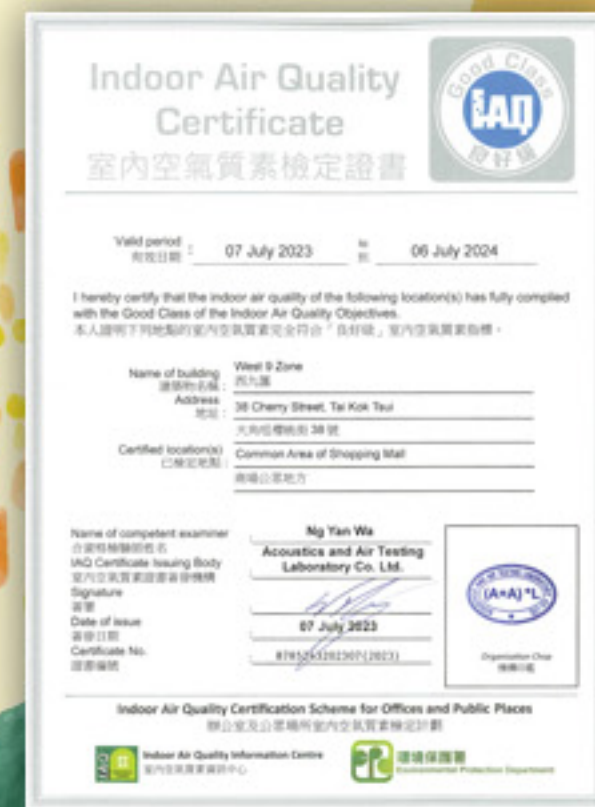 Indoor Air Quality
Certificate
室內空氣質素檢定證書
Good Class
IAQ
良好級
Valid period
有效日期 :
07 July 2023
至
06 July 2024
I hereby certify that the indoor air quality of the following location(s) has fully complied
with the Good Class of the Indoor Air Quality Objectives.
本人證明下列地點的室內空氣質素完全符合「良好級」室內空氣質素指標。
Name of building West 9 Zone
建築物名稱 : 西九匯
Address 38 Cherry Street, Tai Kok Tsui
地址 : 大角咀櫻桃街 38 號
Certified location(s) Common Area of Shopping Mall
已檢定地點 : 商場公眾地方
Name of competent examiner Ng Yan Wa
合資格檢驗師姓名
IAQ Certificate Issuing Body Acoustics and Air Testing
Laboratory Co. Ltd.
室內空氣質素證書簽發機構
Signature
簽署
Date of issue 07 July 2023
簽發日期
Certificate No.
證書編號
(A+A)*L
Organisation Chop
機構印鑑
Indoor Air Quality Certification Scheme for Offices and Public Places
辦公室及公眾場所室內空氣質素檢定計劃
IAQ
Indoor Air Quality Information Centre
室內空氣質素資訊中心
環境保護署
Environmental Protection Department